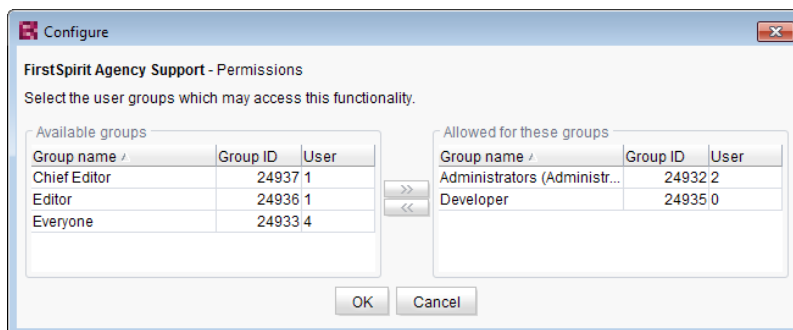 Configure
FirstSpirit Agency Support - Permissions
Select the user groups which may access this functionality.
Available groups
Group name Group ID User
Chief Editor 24937 1
Editor 24936 1
Everyone 24933 4
>>
<<
Allowed for these groups
Group name Group ID User
Administrators (Administr... 24932 2
Developer 24935 0
OK Cancel